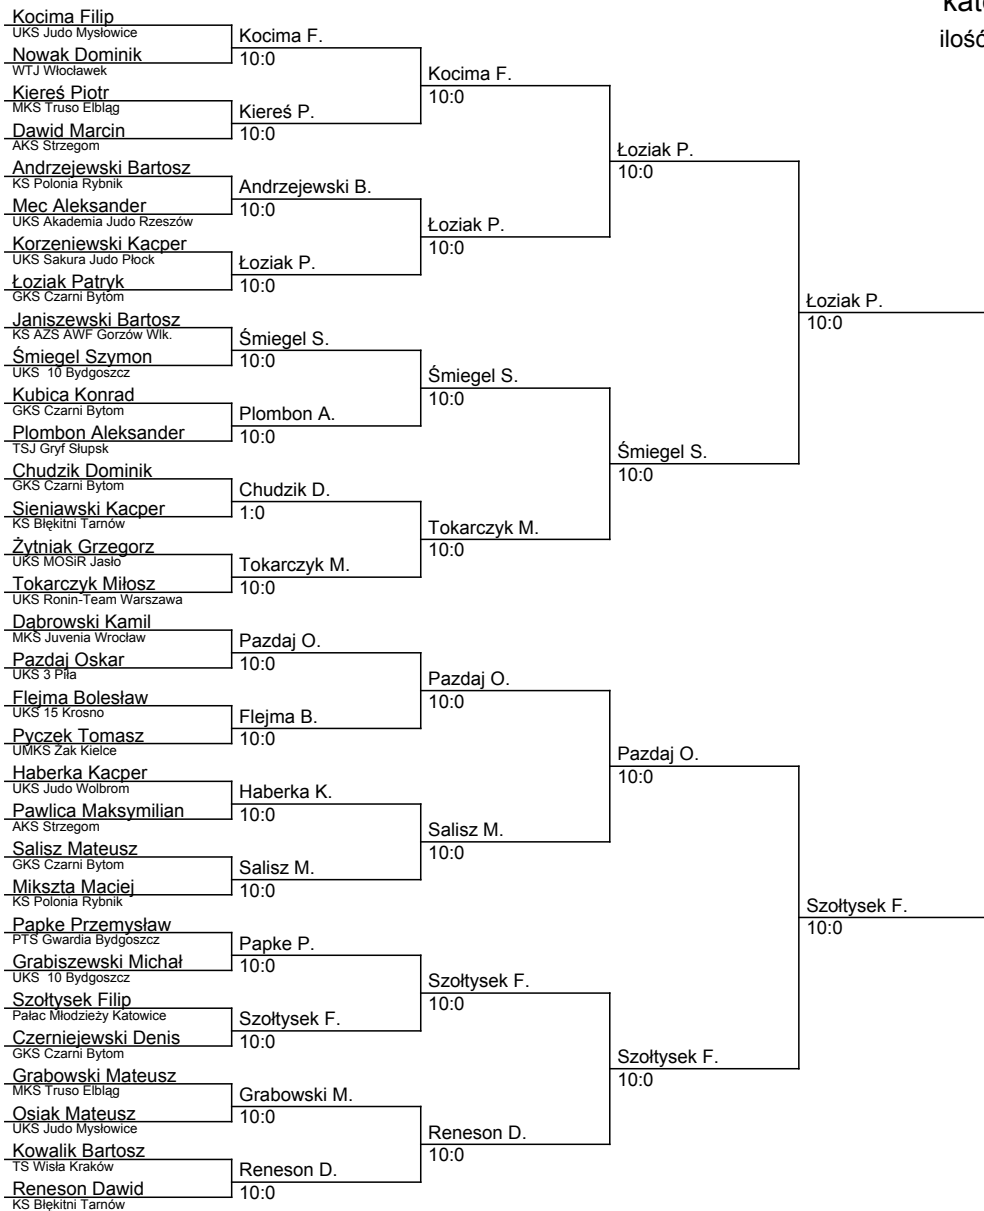 kat
ilość
Kocima Filip
UKS Judo Mysłowice
Nowak Dominik
WTJ Włocławek
Kiereś Piotr
MKS Truso Elbląg
Dawid Marcin
AKS Strzegom
Andrzejewski Bartosz
KS Polonia Rybnik
Mec Aleksander
UKS Akademia Judo Rzeszów
Korzeniewski Kacper
UKS Sakura Judo Płock
Łoziak Patryk
GKS Czarni Bytom
Janiszewski Bartosz
KS AZS AWF Gorzów Wlk.
Śmiegel Szymon
UKS 10 Bydgoszcz
Kubica Konrad
GKS Czarni Bytom
Plombon Aleksander
TSJ Gryf Słupsk
Chudzik Dominik
GKS Czarni Bytom
Sieniawski Kacper
KS Błękitni Tarnów
Żytniak Grzegorz
UKS MOSiR Jasło
Tokarczyk Miłosz
UKS Ronin-Team Warszawa
Dąbrowski Kamil
MKS Juvenia Wrocław
Pazdaj Oskar
UKS 3 Piła
Flejma Bolesław
UKS 15 Krosno
Pyczek Tomasz
UMKS Żak Kielce
Haberka Kacper
UKS Judo Wolbrom
Pawlica Maksymilian
AKS Strzegom
Salisz Mateusz
GKS Czarni Bytom
Mikszta Maciej
KS Polonia Rybnik
Papke Przemysław
PTS Gwardia Bydgoszcz
Grabiszewski Michał
UKS 10 Bydgoszcz
Szołtysek Filip
Pałac Młodzieży Katowice
Czerniejewski Denis
GKS Czarni Bytom
Grabowski Mateusz
MKS Truso Elbląg
Osiak Mateusz
UKS Judo Mysłowice
Kowalik Bartosz
TS Wisła Kraków
Reneson Dawid
KS Błękitni Tarnów
Kocima F.
10:0
Kiereś P.
10:0
Andrzejewski B.
10:0
Łoziak P.
10:0
Śmiegel S.
10:0
Plombon A.
10:0
Chudzik D.
1:0
Tokarczyk M.
10:0
Pazdaj O.
10:0
Flejma B.
10:0
Haberka K.
10:0
Salisz M.
10:0
Papke P.
10:0
Szołtysek F.
10:0
Grabowski M.
10:0
Reneson D.
10:0
Kocima F.
10:0
Łoziak P.
10:0
Śmiegel S.
10:0
Tokarczyk M.
10:0
Pazdaj O.
10:0
Salisz M.
10:0
Szołtysek F.
10:0
Reneson D.
10:0
Łoziak P.
10:0
Śmiegel S.
10:0
Pazdaj O.
10:0
Szołtysek F.
10:0
Łoziak P.
10:0
Szołtysek F.
10:0